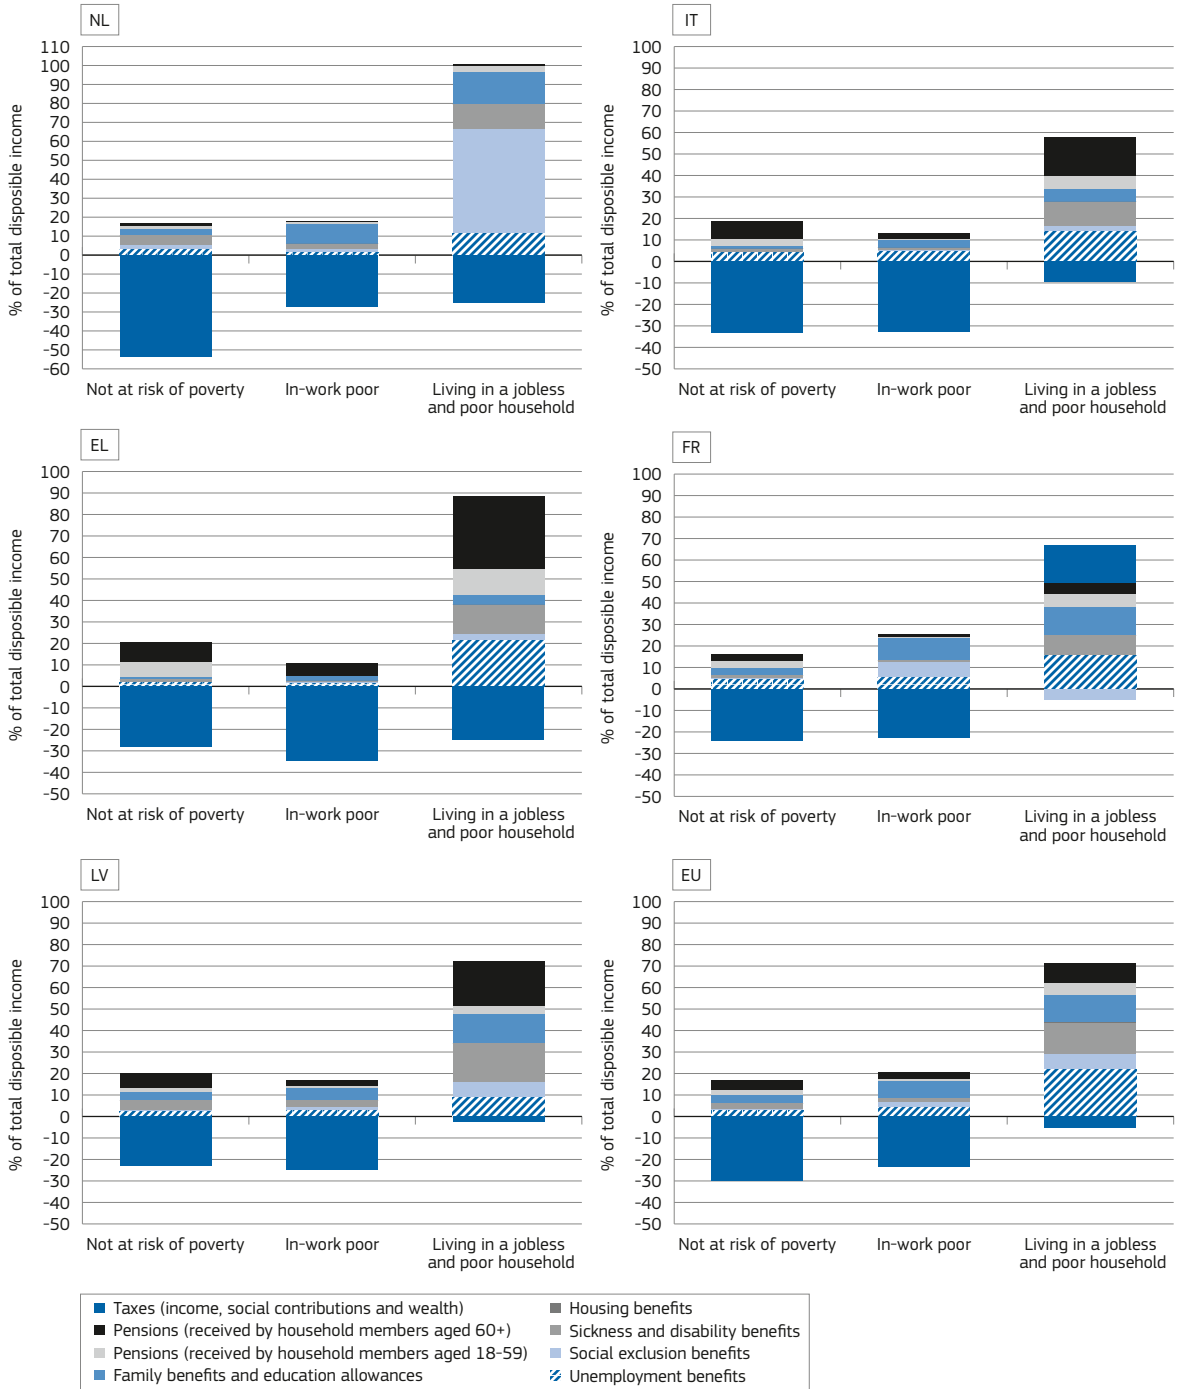 NL
% of total disposible income
110
100
90
80
70
60
50
40
30
20
10
0
-10
-20
-30
-40
-50
-60
Not at risk of poverty
In-work poor
Living in a jobless
and poor household
IT
% of total disposible income
100
90
80
70
60
50
40
30
20
10
0
-10
-20
-30
-40
-50
Not at risk of poverty
In-work poor
Living in a jobless
and poor household
EL
% of total disposible income
100
90
80
70
60
50
40
30
20
10
0
-10
-20
-30
-40
-50
Not at risk of poverty
In-work poor
Living in a jobless
and poor household
FR
% of total disposible income
100
90
80
70
60
50
40
30
20
10
0
-10
-20
-30
-40
-50
Not at risk of poverty
In-work poor
Living in a jobless
and poor household
LV
% of total disposible income
100
90
80
70
60
50
40
30
20
10
0
-10
-20
-30
-40
-50
Not at risk of poverty
In-work poor
Living in a jobless
and poor household
EU
% of total disposible income
100
90
80
70
60
50
40
30
20
10
0
-10
-20
-30
-40
-50
Not at risk of poverty
In-work poor
Living in a jobless
and poor household
Taxes (income, social contributions and wealth)
Pensions (received by household members aged 60+)
Pensions (received by household members aged 18-59)
Family benefits and education allowances
Housing benefits
Sickness and disability benefits
Social exclusion benefits
Unemployment benefits